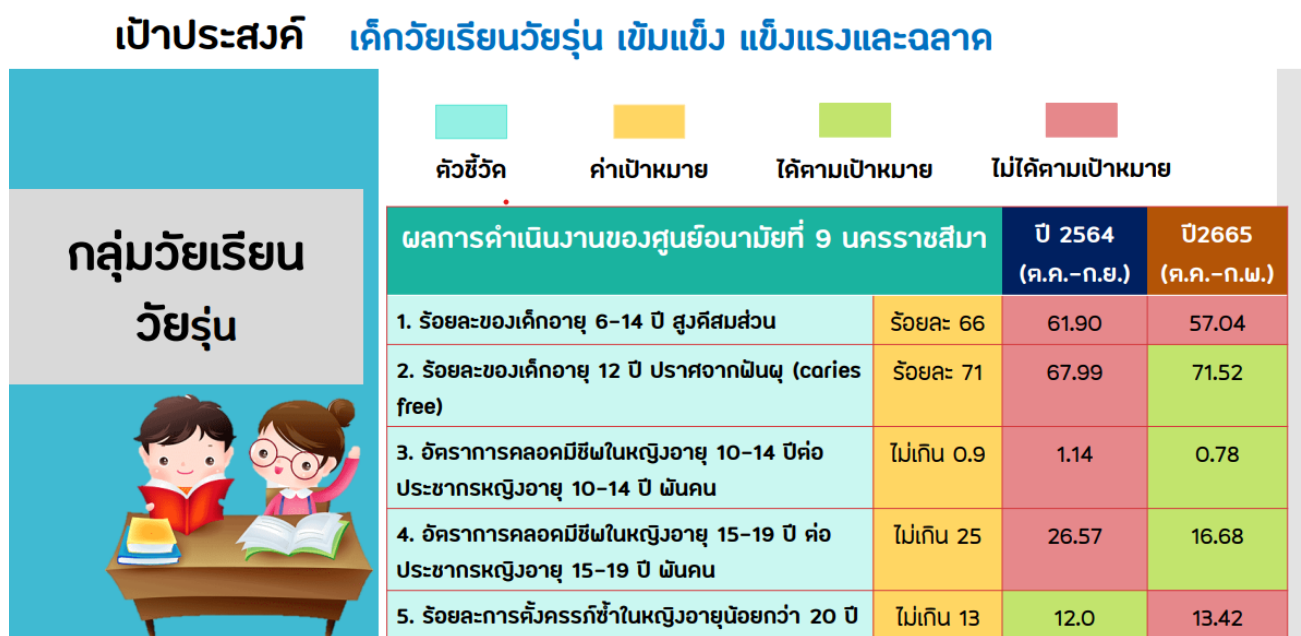 เป้าประสงค์ เด็กวัยเรียนวัยรุ่น เข้มแข็ง แข็งแรงและฉลาด
ตัวชี้วัด ค่าเป้าหมาย ได้ตามเป้าหมาย ไม่ได้ตามเป้าหมาย
กลุ่มวัยเรียน
วัยรุ่น
ผลการดำเนินงานของศูนย์อนามัยที่ 9 นครราชสีมา ปี 2564 ปี2665
(ต.ค.-ก.ย.) (ต.ค.-ก.พ.)
1. ร้อยละของเด็กอายุ 6-14 ปี สูงดีสมส่วน ร้อยละ 66 61.90 57.04
2. ร้อยละของเด็กอายุ 12 ปี ปราศจากฟันผุ (caries ร้อยละ 71 67.99 71.52
free)
3. อัตราการคลอดมีชีพในหญิงอายุ 10-14 ปีต่อ ไม่เกิน 0.9 1.14 0.78
ประชากรหญิงอายุ 10-14 ปี พันคน
4. อัตราการคลอดมีชีพในหญิงอายุ 15-19 ปี ต่อ ไม่เกิน 25 26.57 16.68
ประชากรหญิงอายุ 15-19 ปี พันคน
5. ร้อยละการตั้งครรภ์ซ้ำในหญิงอายุน้อยกว่า 20 ปี ไม่เกิน 13 12.0 13.42